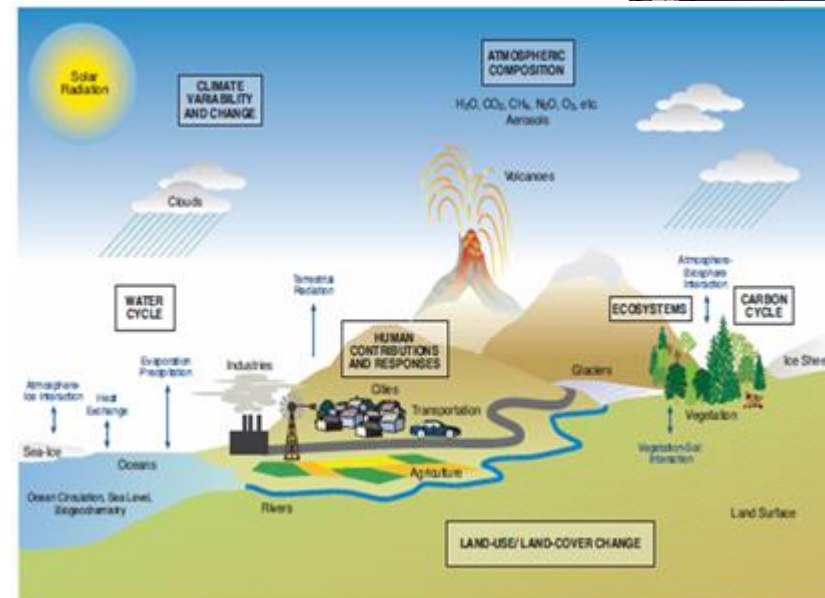 Solar
Radiation
CLIMATE
VARIABILITY
AND CHANGE
ATMOSPHERIC
COMPOSITION
H₂O, CO₂, CH₄, N₂O, O₃, etc
Aerosols
Volcanoes
Clouds
Atmosphere-
Biosphere
Interaction
WATER
CYCLE
Terrestrial
Radiation
ECOSYSTEMS
CARBON
CYCLE
HUMAN
CONTRIBUTIONS
AND RESPONSES
Evaporation
Precipitation
Industries
Glaciers
Ice Sheet
Atmosphere-
Ice Interaction
Heat
Exchange
Cities
Transportation
Vegetation
Sea-Ice
Oceans
Agriculture
Vegetation-Soil
Interaction
Ocean Circulation, Sea Level,
Biogeochemistry
Rivers
Land Surface
LAND-USE/ LAND-COVER CHANGE